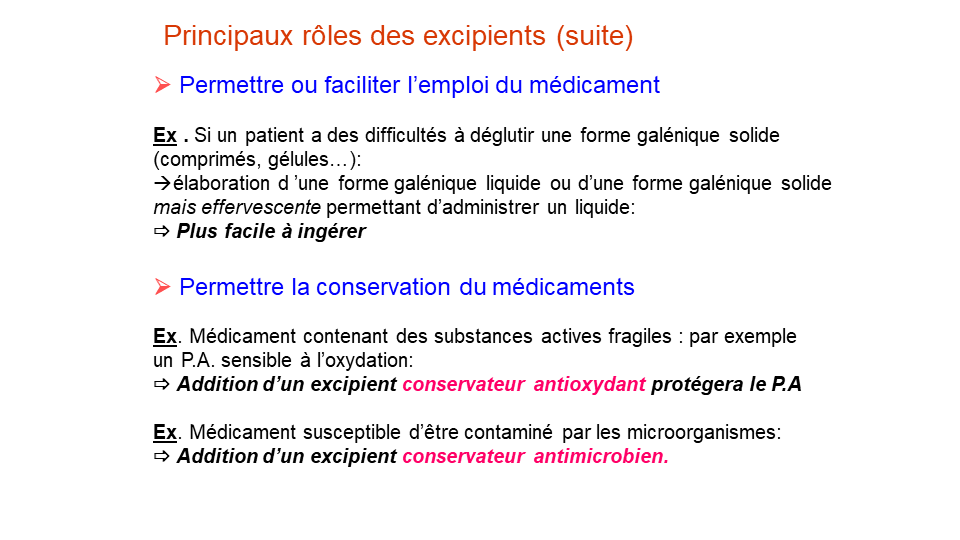 Principaux rôles des excipients (suite)
➢ Permettre ou faciliter l’emploi du médicament
Ex . Si un patient a des difficultés à déglutir une forme galénique solide
(comprimés, gélules…):
→élaboration d ’une forme galénique liquide ou d’une forme galénique solide
mais effervescente permettant d’administrer un liquide:
⇨ Plus facile à ingérer
➢ Permettre la conservation du médicaments
Ex. Médicament contenant des substances actives fragiles : par exemple
un P.A. sensible à l’oxydation:
⇨ Addition d’un excipient conservateur antioxydant protégera le P.A
Ex. Médicament susceptible d’être contaminé par les microorganismes:
⇨ Addition d’un excipient conservateur antimicrobien.